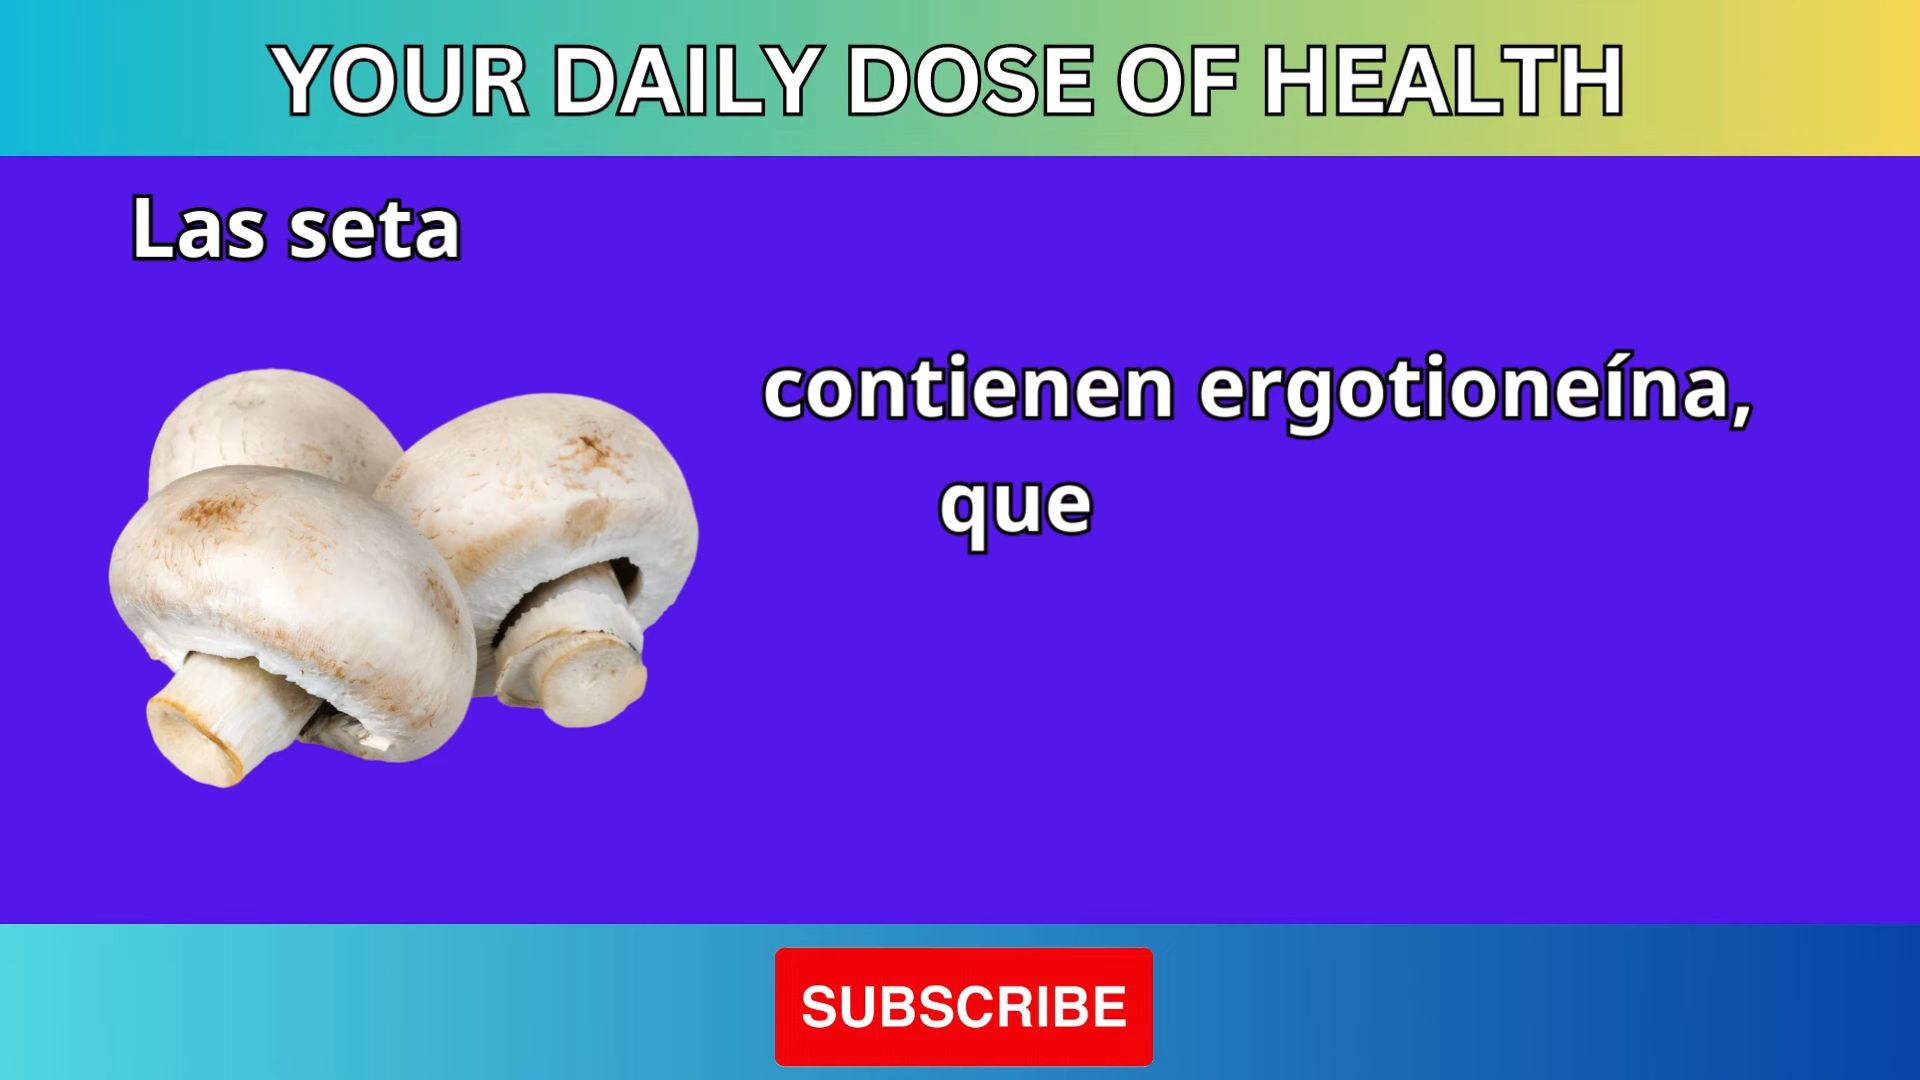 YOUR DAILY DOSE OF HEALTH
Las seta
contienen ergotioneína,
que
SUBSCRIBE